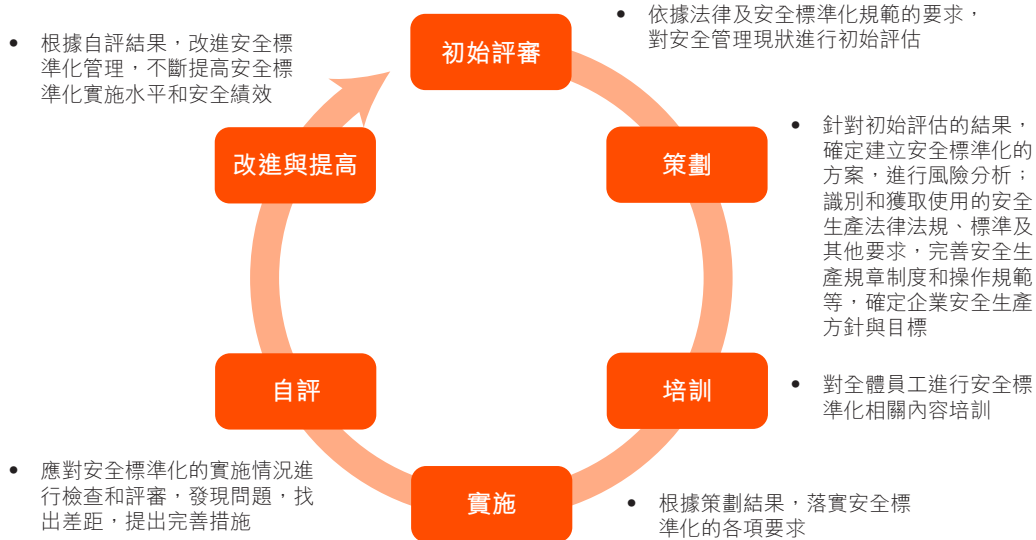 初始評審
• 依據法律及安全標準化規範的要求，
對安全管理現狀進行初始評估
策劃
• 針對初始評估的結果，
確定建立安全標準化的
方案，進行風險分析；
識別和獲取使用的安全
生產法律法規、標準及
其他要求，完善安全生
產規章制度和操作規範
等，確定企業安全生產
方針與目標
培訓
• 對全體員工進行安全標
準化相關內容培訓
實施
• 根據策劃結果，落實安全標
準化的各項要求
自評
• 應對安全標準化的實施情況進
行檢查和評審，發現問題，找
出差距，提出完善措施
改進與提高
• 根據自評結果，改進安全標
準化管理，不斷提高安全標
準化實施水平和安全績效